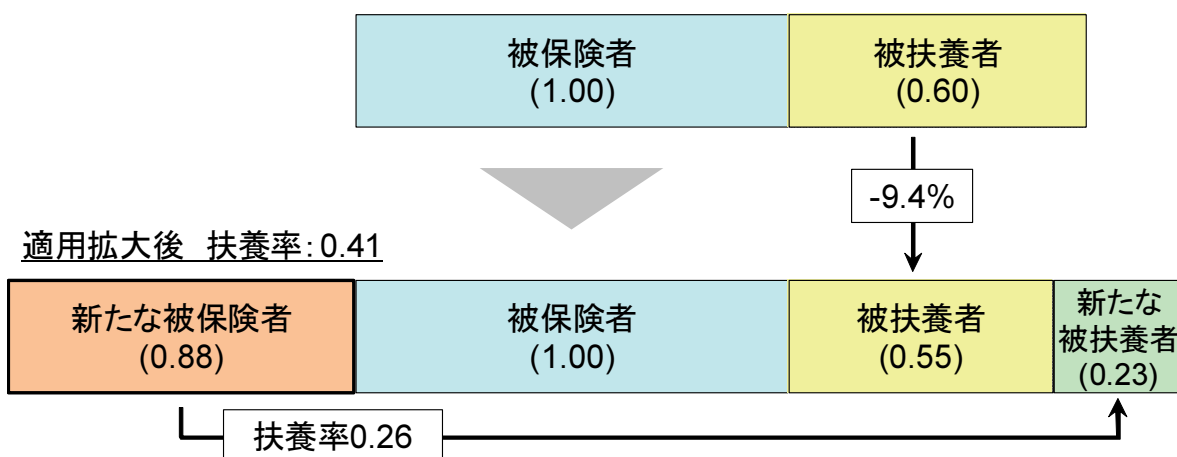 被保険者
(1.00)
被扶養者
(0.60)
-9.4%
適用拡大後 扶養率：0.41
新たな被保険者
(0.88)
被保険者
(1.00)
被扶養者
(0.55)
新たな
被扶養者
(0.23)
扶養率0.26